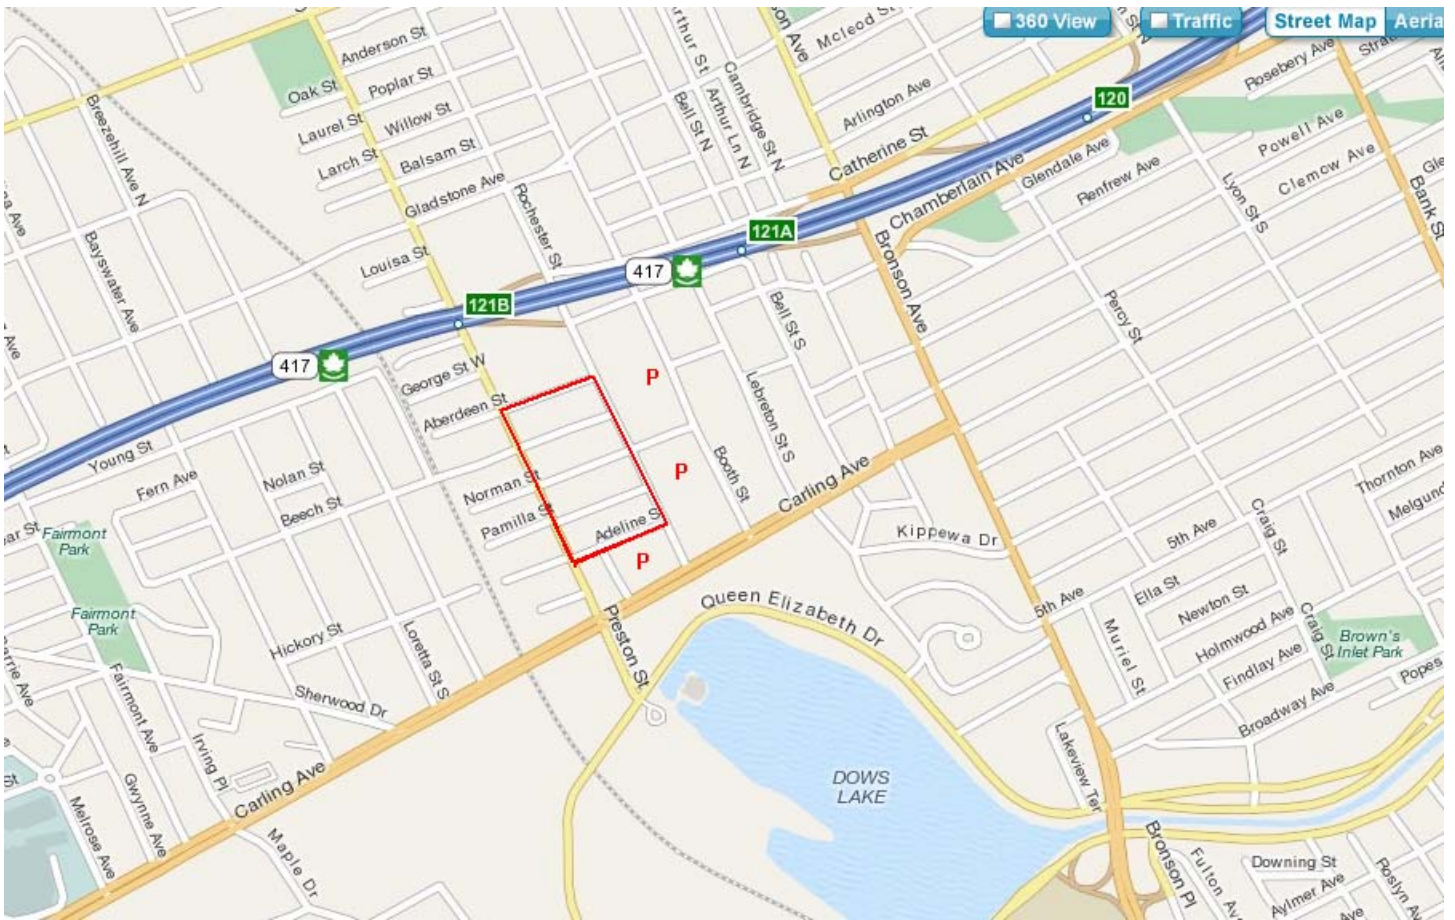 360 View
Traffic
Street Map
Aeria
Anderson St
Mcleod St
Rosebery Ave
Oak St
Poplar St
Breezehill Ave N
Laurel St
Willow St
Bell St N
Arthur Ln N
Cambridge St N
Arlington Ave
120
Powell Ave
Larch St
Balsam St
Catherine St
Glendale Ave
Clemow Ave
Gladstone Ave
Rochester St
Chamberlain Ave
Renfrew Ave
Lyon St S
Bank St
Bayswater Ave
Louisa St
121A
417
Bronson Ave
121B
Bell St S
Percy St
417
George St W
P
Lebreton St S
Aberdeen St
Young St
Nolan St
Fern Ave
Norman St
P
Booth St
Carling Ave
Thornton Ave
Beech St
Pamilla St
Adeline St
Kippewa Dr
5th Ave
Craig St
Fairmont
Park
P
Ella St
5th Ave
Newton St
Queen Elizabeth Dr
Fairmont
Park
Hickory St
Loretta St S
Preston St
Muriel St
Holmwood Ave
Craig St
Brown's
Inlet Park
Findlay Ave
Popes
Fairmont Ave
Sherwood Dr
Broadway Ave
Irving Pl
Lakeview Ter
Carling Ave
DOWS
LAKE
Gwynne Ave
Melrose Ave
Maple Dr
Bronson Pl
Downing St
Aylmer Ave